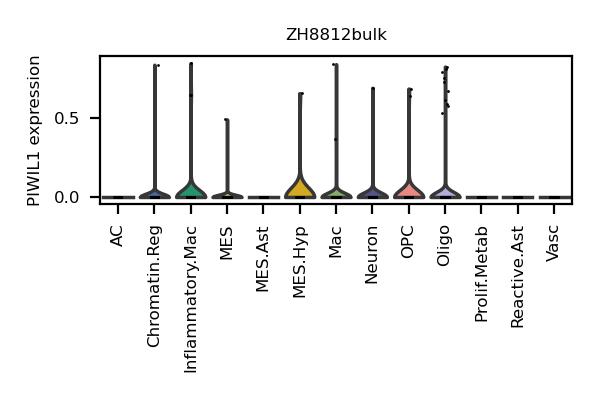 ZH8812bulk
PIWIL1 expression
0.5
0.0
AC
Chromatin.Reg
Inflammatory.Mac
MES
MES.Ast
MES.Hyp
Mac
Neuron
OPC
Oligo
Prolif.Metab
Reactive.Ast
Vasc